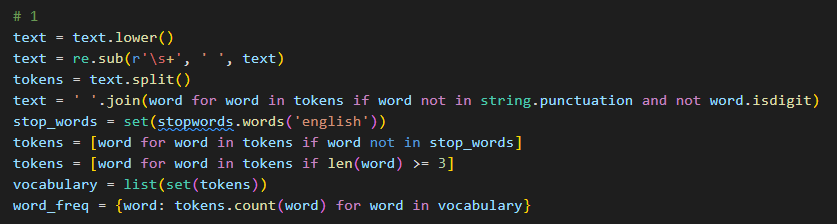 # 1
text = text.lower()
text = re.sub(r'\s+', ' ', text)
tokens = text.split()
text = ' '.join(word for word in tokens if word not in string.punctuation and not word.isdigit)
stop_words = set(stopwords.words('english'))
tokens = [word for word in tokens if word not in stop_words]
tokens = [word for word in tokens if len(word) >= 3]
vocabulary = list(set(tokens))
word_freq = {word: tokens.count(word) for word in vocabulary}